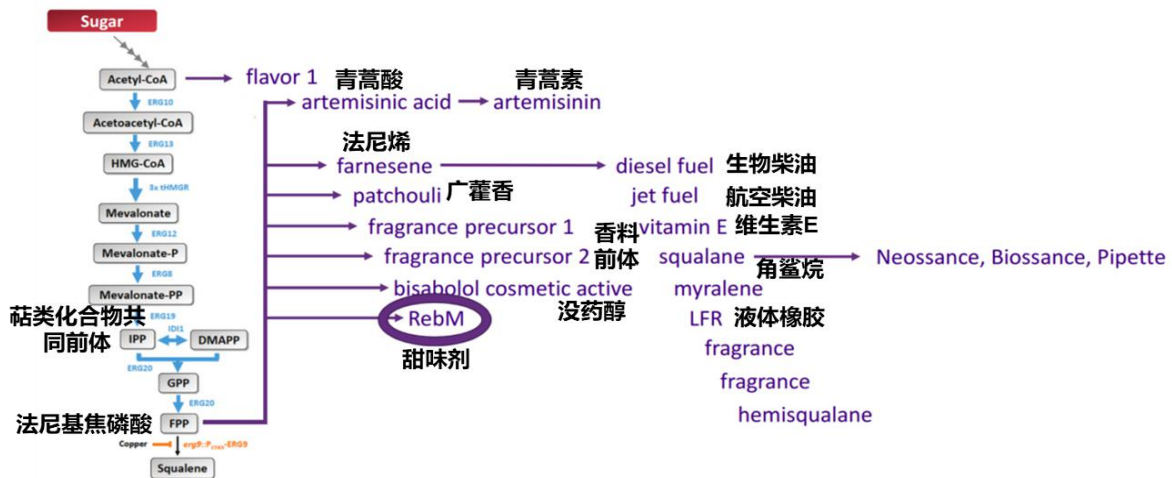 Sugar
Acetyl-CoA
flavor 1
青蒿酸
青蒿素
artemisinic acid
artemisinin
ERG10
Acetoacetyl-CoA
ERG13
法尼烯
HMG-CoA
farnesene
diesel fuel
生物柴油
3x tHMGR
patchouli
广藿香
jet fuel
航空柴油
Mevalonate
fragrance precursor 1
香料
前体
vitamin E
维生素E
ERG12
Mevalonate-P
fragrance precursor 2
squalane
角鲨烷
Neossance, Biossance, Pipette
ERG8
Mevalonate-PP
bisabolol cosmetic active
没药醇
myralene
萜类化合物共
同前体
ERG19
RebM
甜味剂
LFR
液体橡胶
IDI1
IPP
DMAPP
fragrance
ERG20
GPP
fragrance
ERG20
hemisqualane
法尼基焦磷酸
FPP
Copper
erg9::P
-ERG9
Squalene